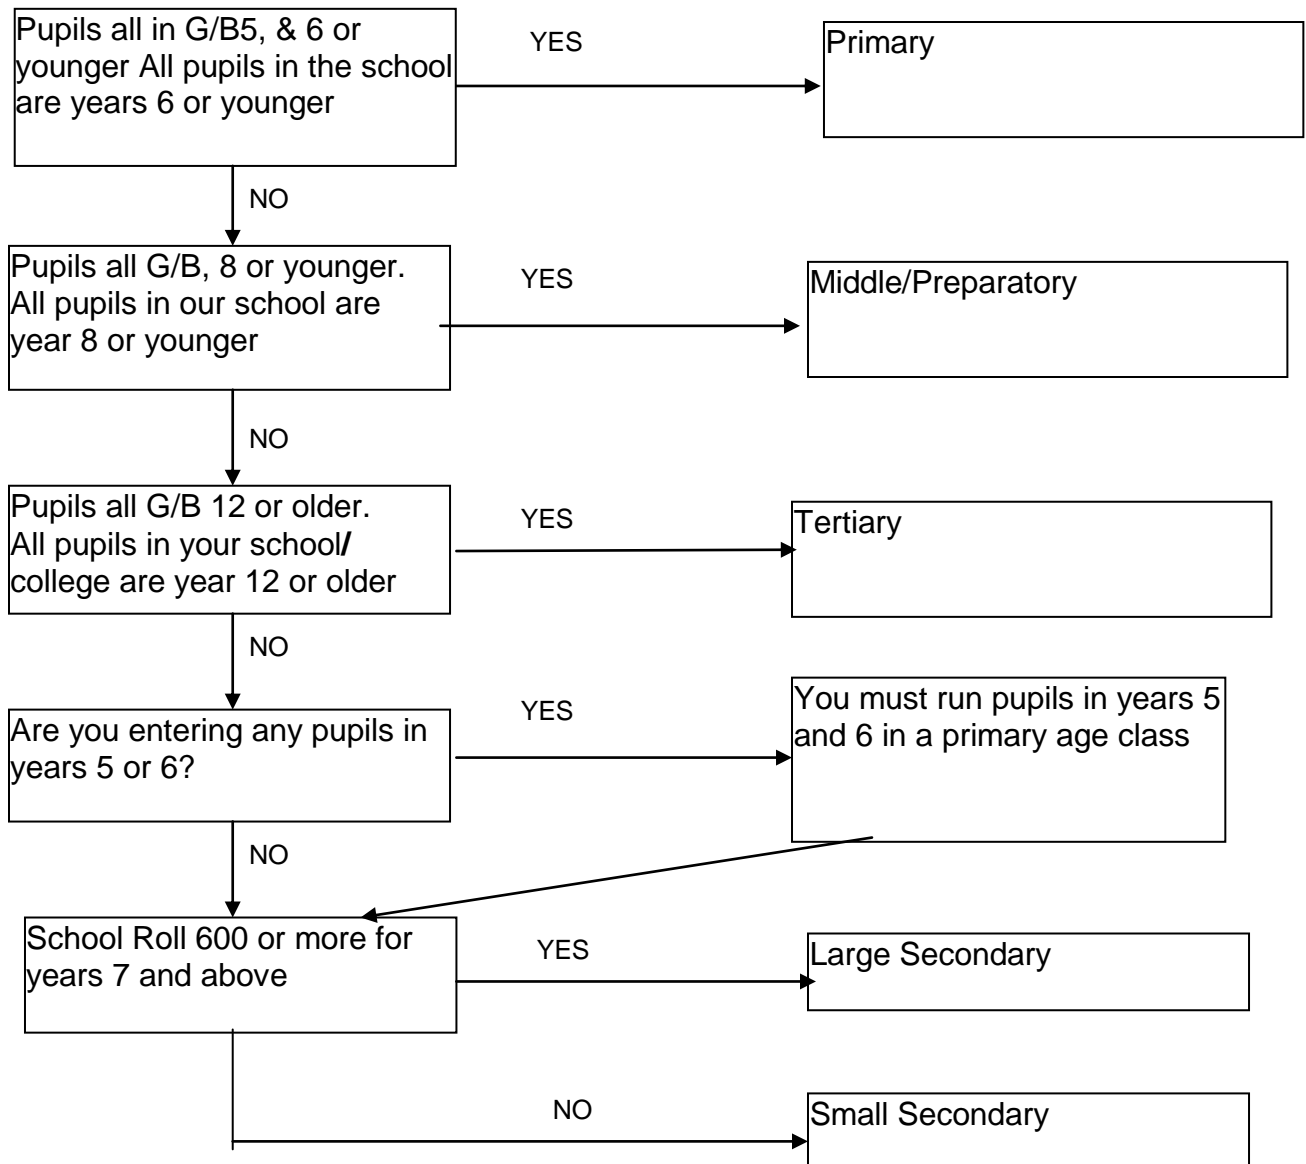 Pupils all in G/B5, & 6 or
younger All pupils in the school
are years 6 or younger
YES
Primary
NO
Pupils all G/B, 8 or younger.
All pupils in our school are
year 8 or younger
YES
Middle/Preparatory
NO
Pupils all G/B 12 or older.
All pupils in your school/
college are year 12 or older
YES
Tertiary
NO
Are you entering any pupils in
years 5 or 6?
YES
You must run pupils in years 5
and 6 in a primary age class
NO
School Roll 600 or more for
years 7 and above
YES
Large Secondary
NO
Small Secondary